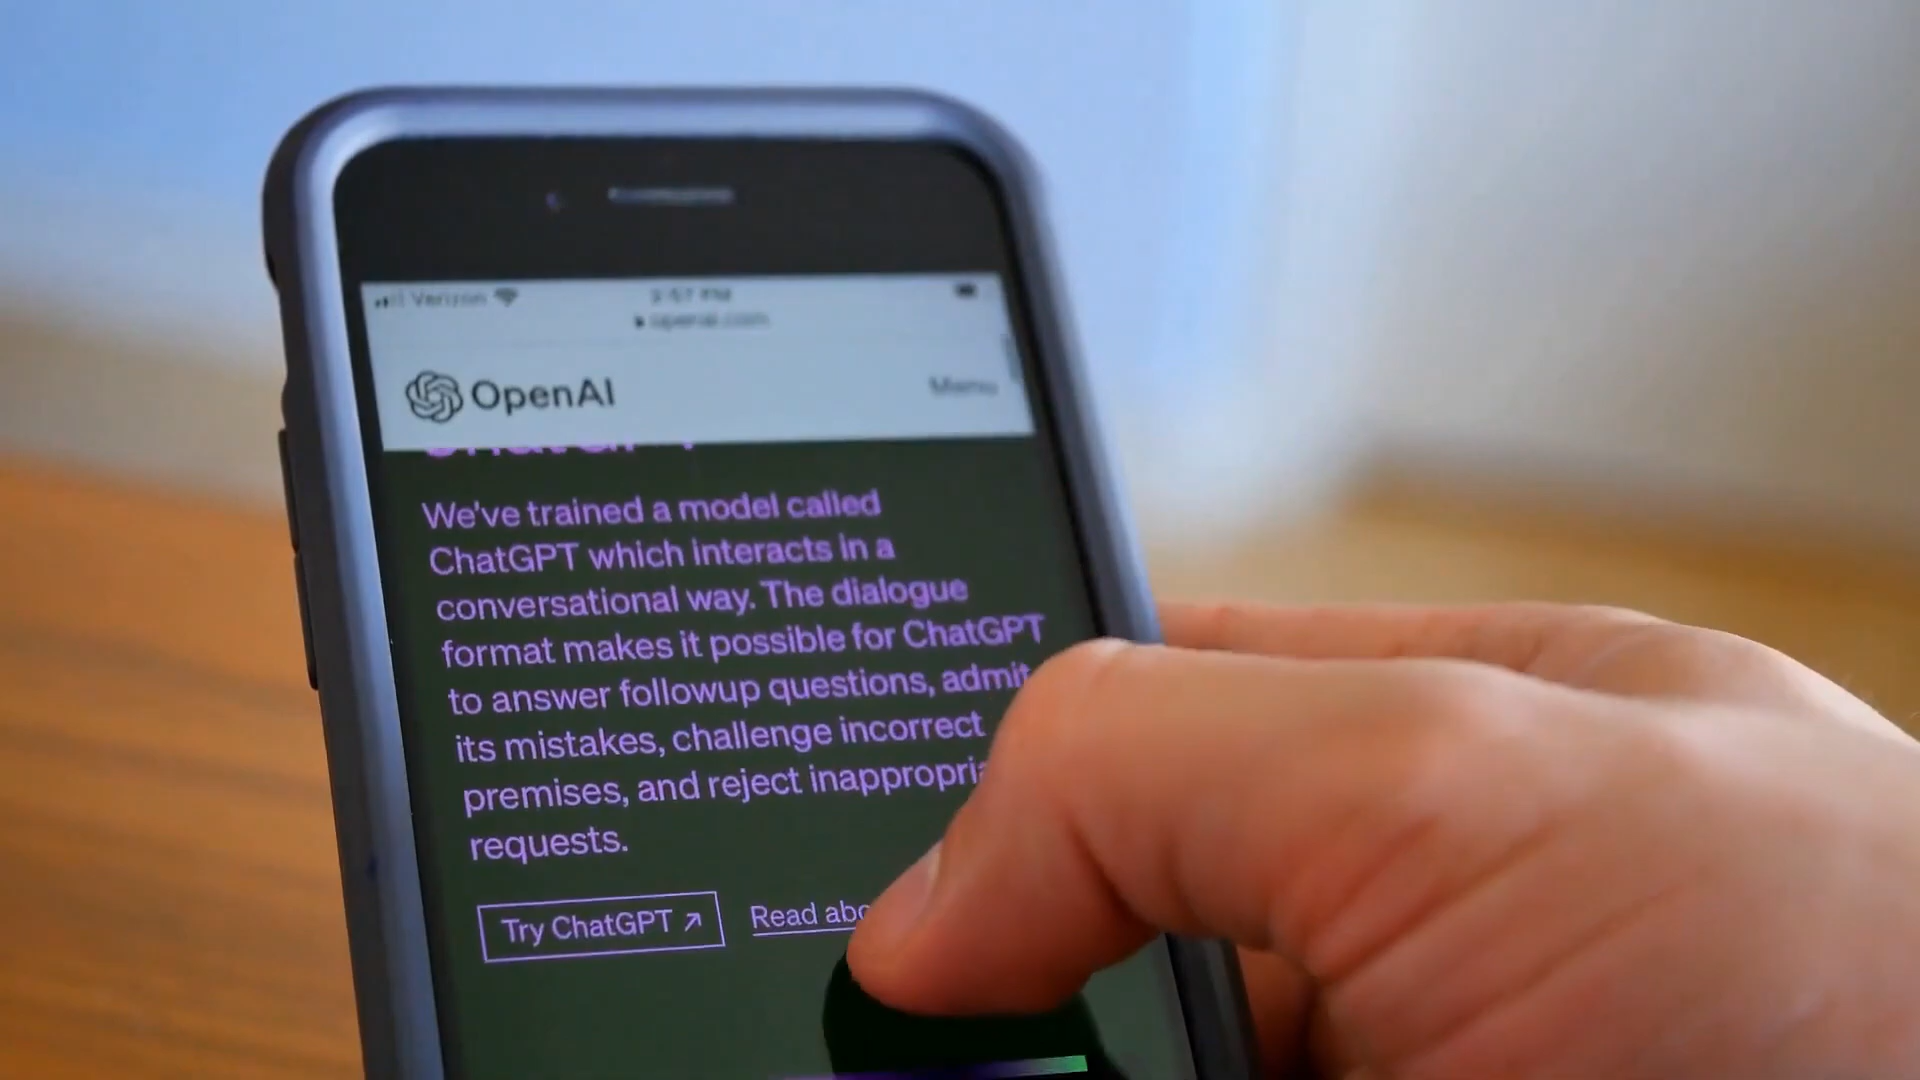 Verizon
openai.com
OpenAI
Menu
We've trained a model called
ChatGPT which interacts in a
conversational way. The dialogue
format makes it possible for ChatGPT
to answer followup questions, admit
its mistakes, challenge incorrect
premises, and reject
requests.
Try ChatGPT ↗
Read